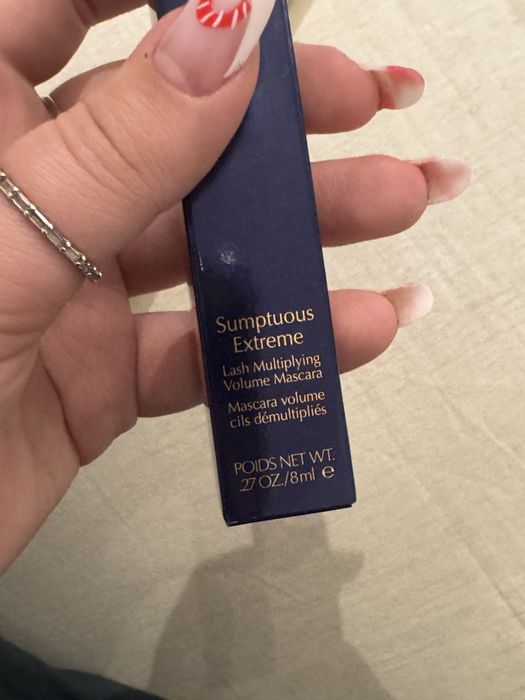 Sumptuous
Extreme
Lash Multiplying
Volume Mascara
Mascara volume
cils démultipliés
POIDS NET WT.
.27 OZ./8ml ℮